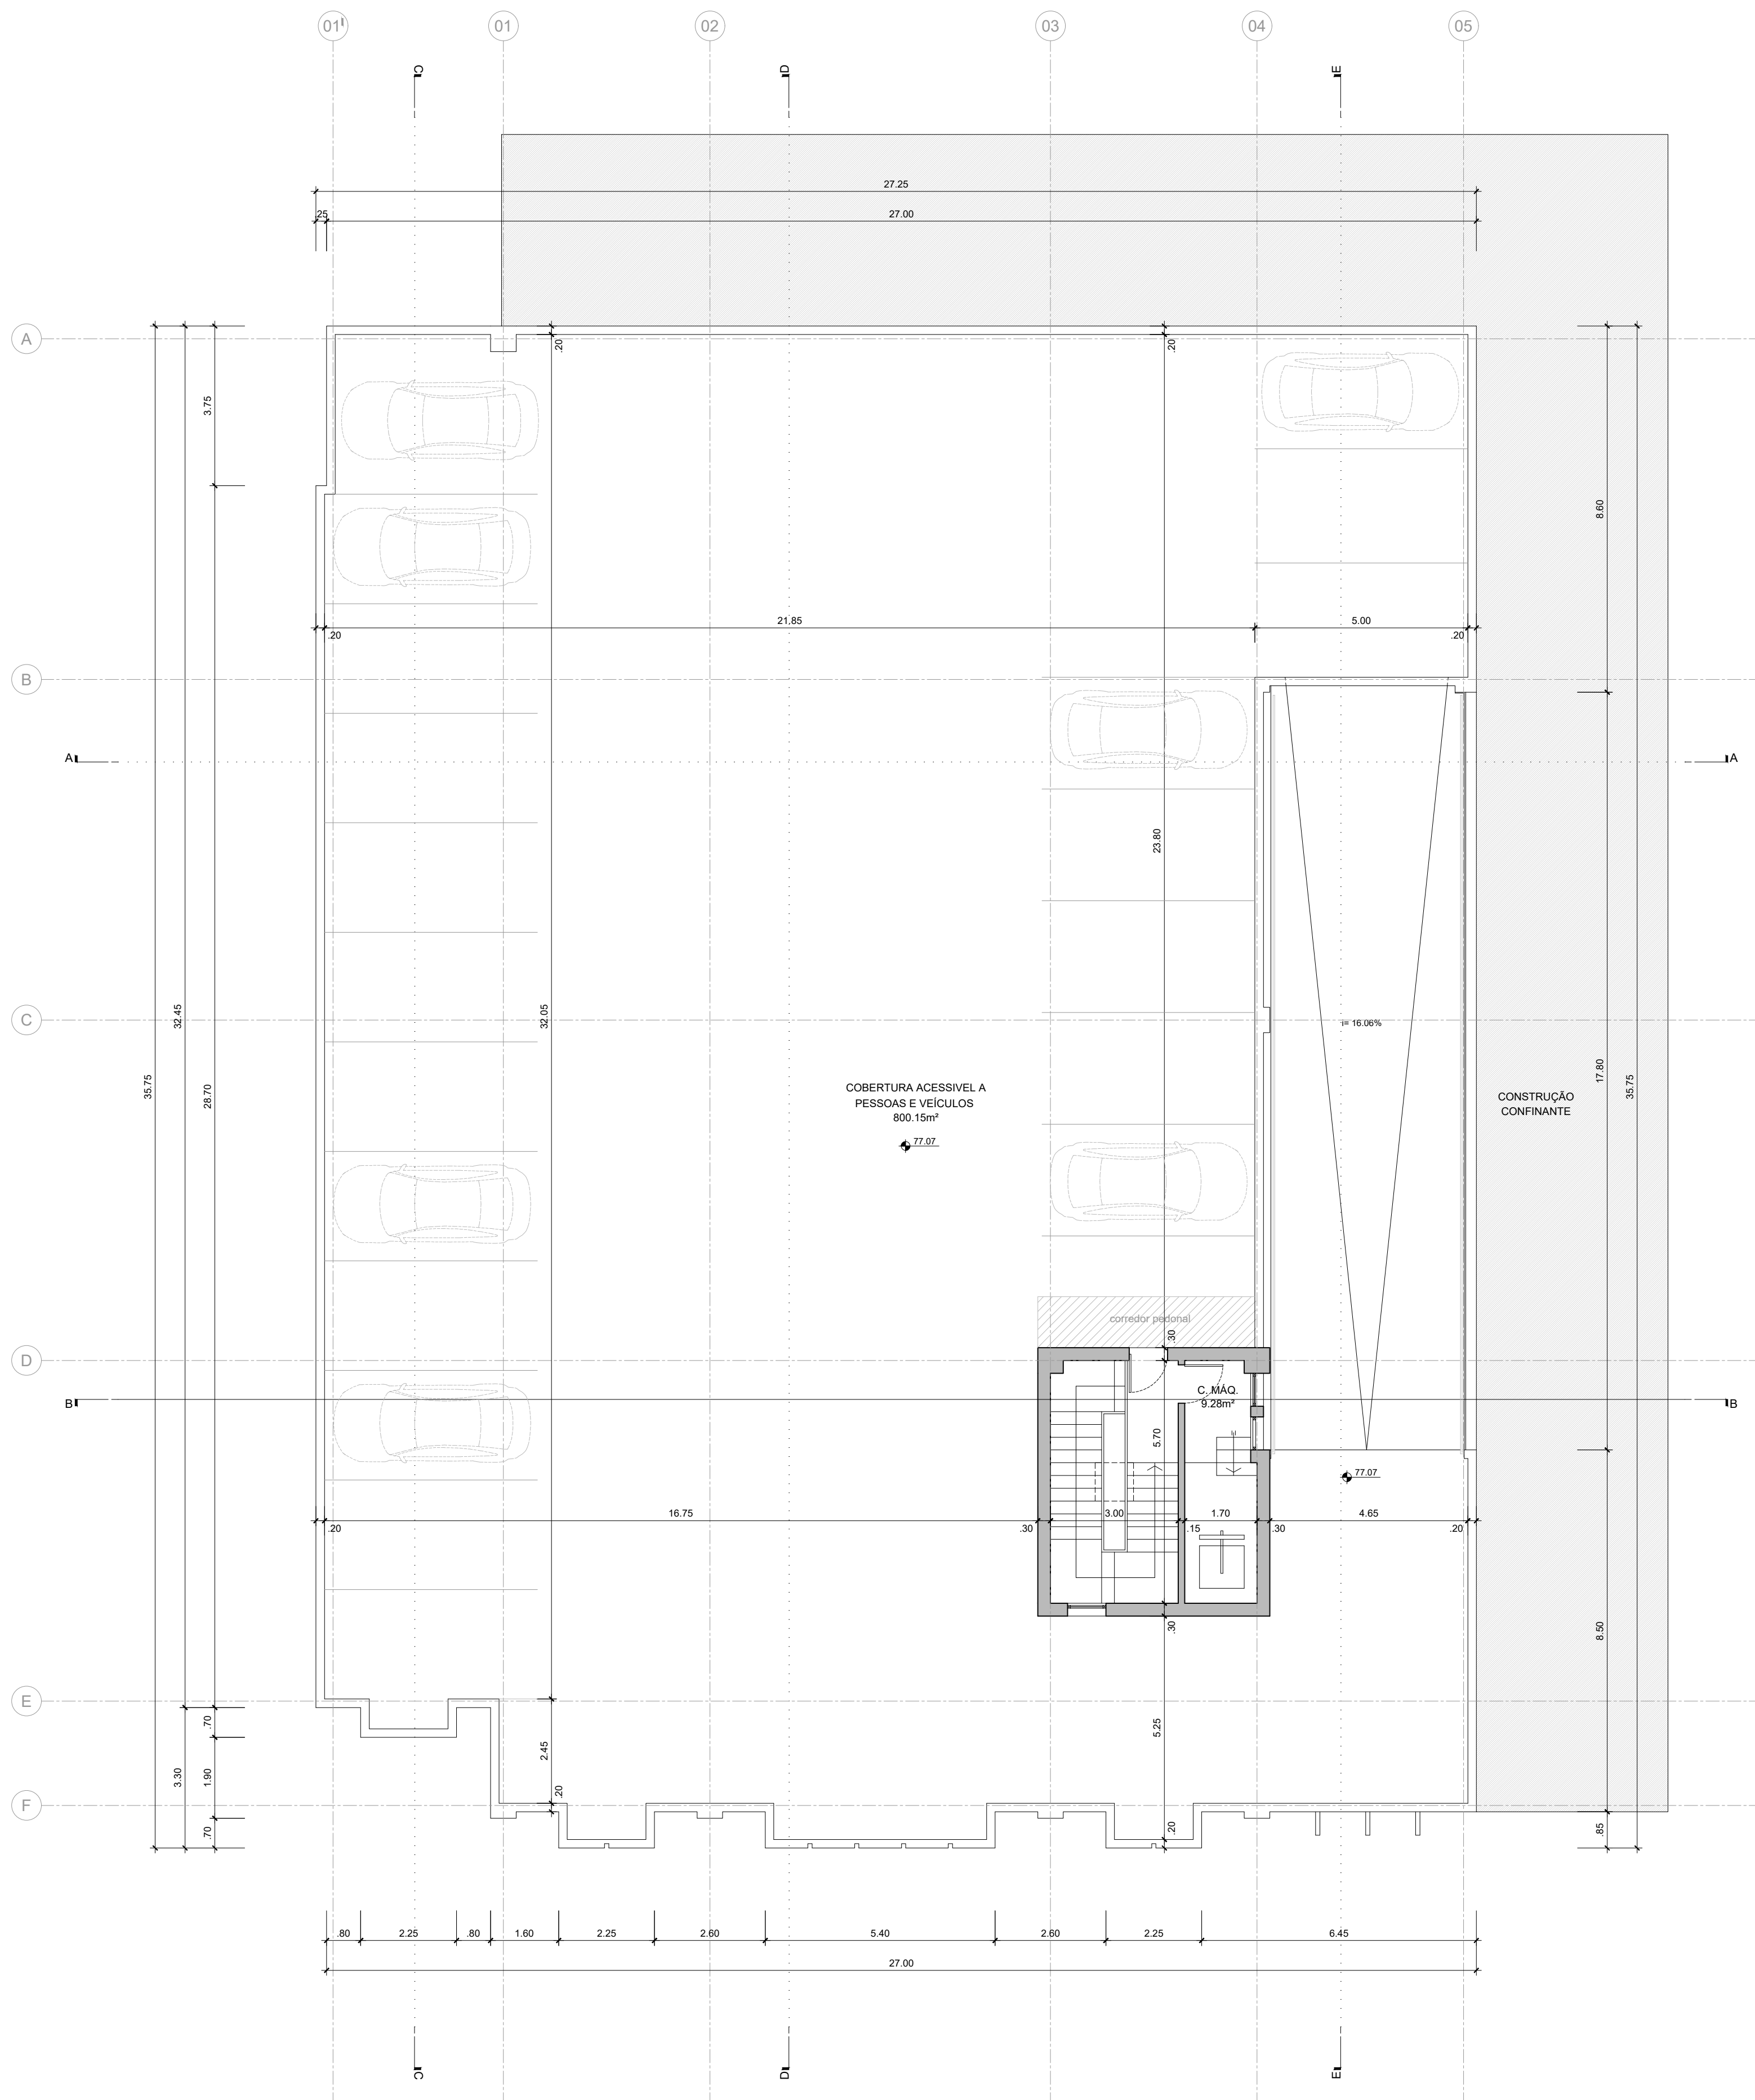 01' 01 02 03 04 05
C D E
27.25
.25 27.00
A
.20 .20
3.75
8.60
21.85 5.00
.20 .20
B
A A
23.80
C
32.45 32.05
i= 16.06%
35.75 28.70 17.80 35.75
COBERTURA ACESSIVEL A
PESSOAS E VEÍCULOS
800.15m²
CONSTRUÇÃO
CONFINANTE
77.07
corredor pedonal
.30
D
C. MÁQ.
9.28m²
B B
5.70
77.07
16.75 3.00 1.70 4.65
.20 .30 .15 .30 .20
.30
8.50
E
.70
5.25
2.45
3.30 1.90
.20
F
.70 .20 .85
.80 2.25 .80 1.60 2.25 2.60 5.40 2.60 2.25 6.45
27.00
C D E